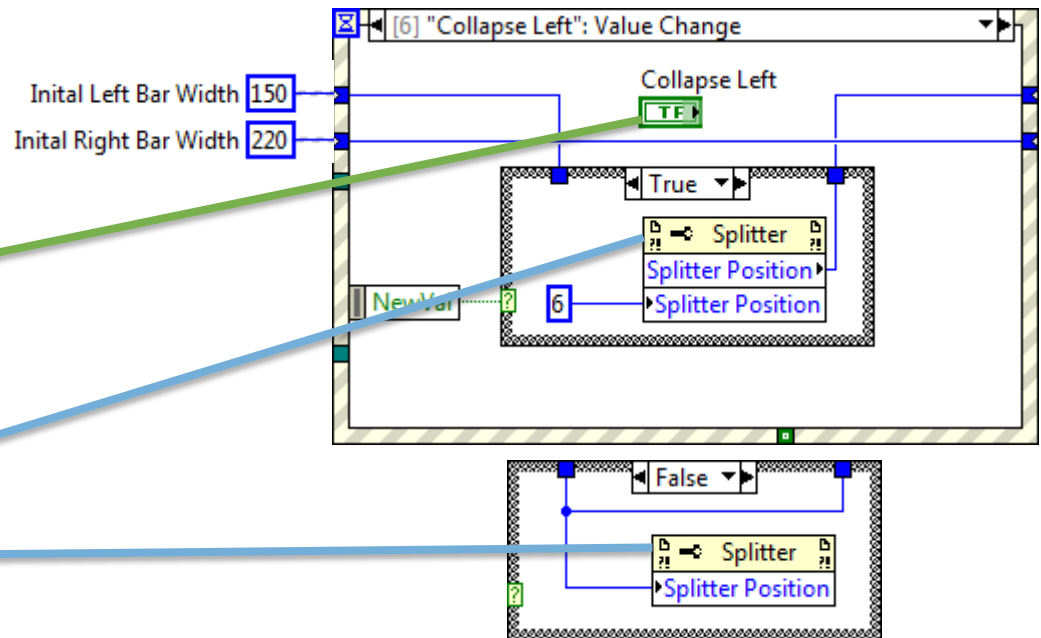 [6] "Collapse Left": Value Change
Collapse Left
TF
Inital Left Bar Width 150
Inital Right Bar Width 220
True
Splitter
Splitter Position
6 Splitter Position
NewVal ?
False
Splitter
Splitter Position
?